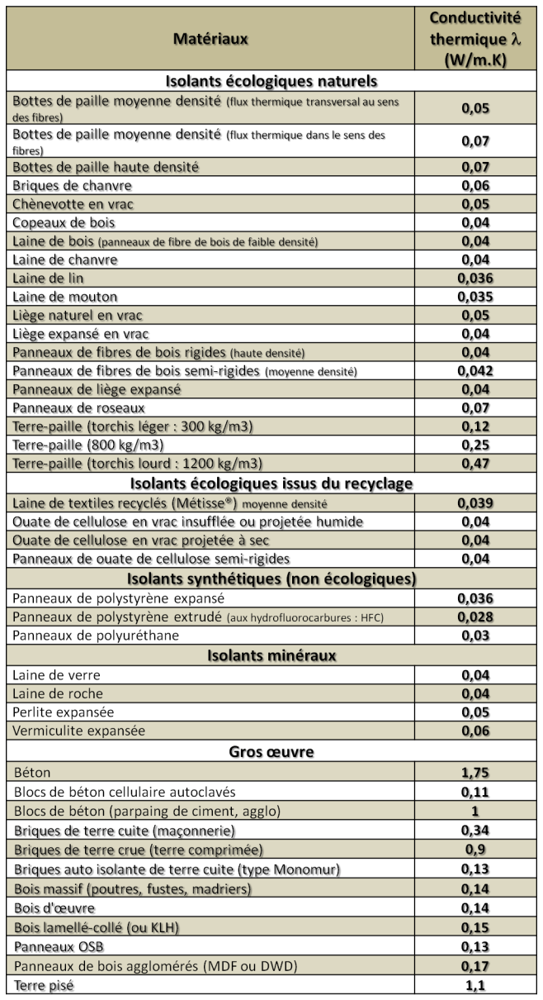 Matériaux
Conductivité
thermique λ
(W/m.K)
Isolants écologiques naturels
Bottes de paille moyenne densité (flux thermique transversal au sens
des fibres)
0,05
Bottes de paille moyenne densité (flux thermique dans le sens des
fibres)
0,07
Bottes de paille haute densité 0,07
Briques de chanvre 0,06
Chènevotte en vrac 0,05
Copeaux de bois 0,04
Laine de bois (panneaux de fibre de bois de faible densité) 0,04
Laine de chanvre 0,04
Laine de lin 0,036
Laine de mouton 0,035
Liège naturel en vrac 0,05
Liège expansé en vrac 0,04
Panneaux de fibres de bois rigides (haute densité) 0,04
Panneaux de fibres de bois semi-rigides (moyenne densité) 0,042
Panneaux de liège expansé 0,04
Panneaux de roseaux 0,07
Terre-paille (torchis léger : 300 kg/m3) 0,12
Terre-paille (800 kg/m3) 0,25
Terre-paille (torchis lourd : 1200 kg/m3) 0,47
Isolants écologiques issus du recyclage
Laine de textiles recyclés (Métisse®) moyenne densité 0,039
Ouate de cellulose en vrac insufflée ou projetée humide 0,04
Ouate de cellulose en vrac projetée à sec 0,04
Panneaux de ouate de cellulose semi-rigides 0,04
Isolants synthétiques (non écologiques)
Panneaux de polystyrène expansé 0,036
Panneaux de polystyrène extrudé (aux hydrofluorocarbures : HFC) 0,028
Panneaux de polyuréthane 0,03
Isolants minéraux
Laine de verre 0,04
Laine de roche 0,04
Perlite expansée 0,05
Vermiculite expansée 0,06
Gros œuvre
Béton 1,75
Blocs de béton cellulaire autoclavés 0,11
Blocs de béton (parpaing de ciment, agglo) 1
Briques de terre cuite (maçonnerie) 0,34
Briques de terre crue (terre comprimée) 0,9
Briques auto isolante de terre cuite (type Monomur) 0,13
Bois massif (poutres, fustes, madriers) 0,14
Bois d'œuvre 0,14
Bois lamellé-collé (ou KLH) 0,15
Panneaux OSB 0,13
Panneaux de bois agglomérés (MDF ou DWD) 0,17
Terre pisé 1,1